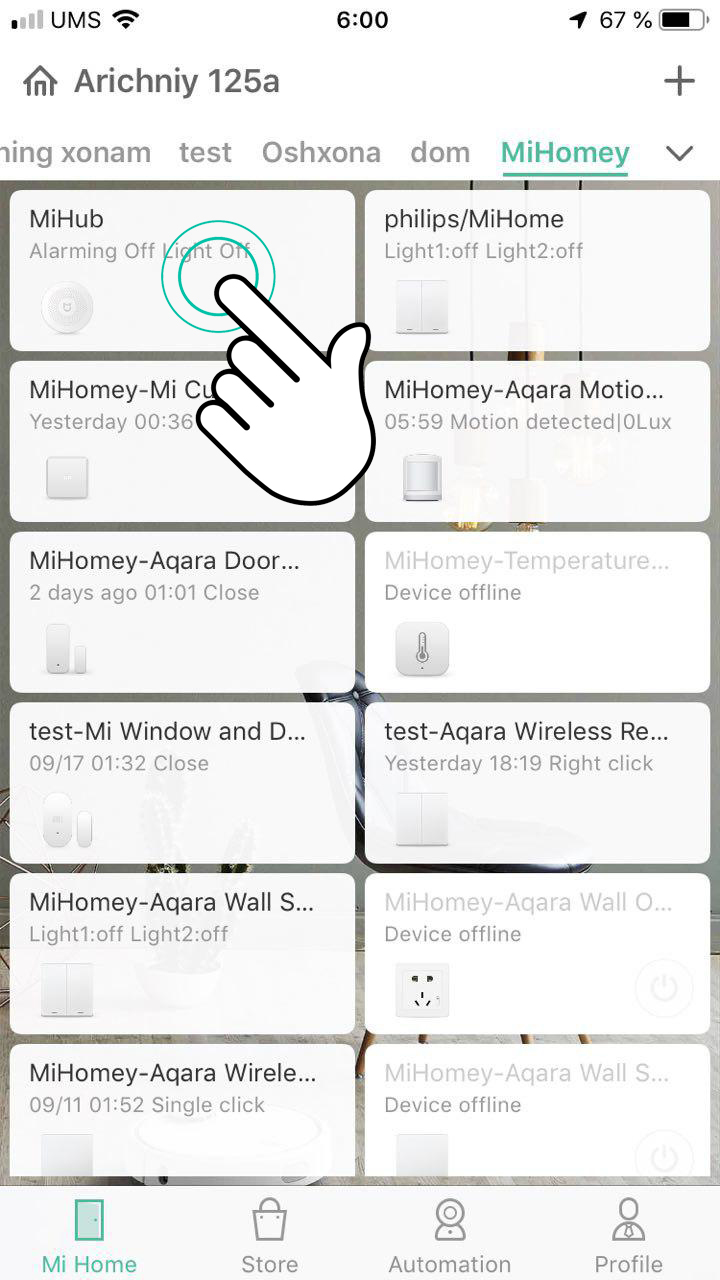 UMS 6:00 67 %
Arichniy 125a
ning xonam test Oshxona dom MiHomey
MiHub
Alarming Off Light Off
philips/MiHome
Light1:off Light2:off
MiHomey-Mi Cu
Yesterday 00:36
MiHomey-Aqara Motio...
05:59 Motion detected|0Lux
MiHomey-Aqara Door...
2 days ago 01:01 Close
MiHomey-Temperature...
Device offline
test-Mi Window and D...
09/17 01:32 Close
test-Aqara Wireless Re...
Yesterday 18:19 Right click
MiHomey-Aqara Wall S...
Light1:off Light2:off
MiHomey-Aqara Wall O...
Device offline
MiHomey-Aqara Wirele...
09/11 01:52 Single click
MiHomey-Aqara Wall S...
Device offline
Mi Home Store Automation Profile